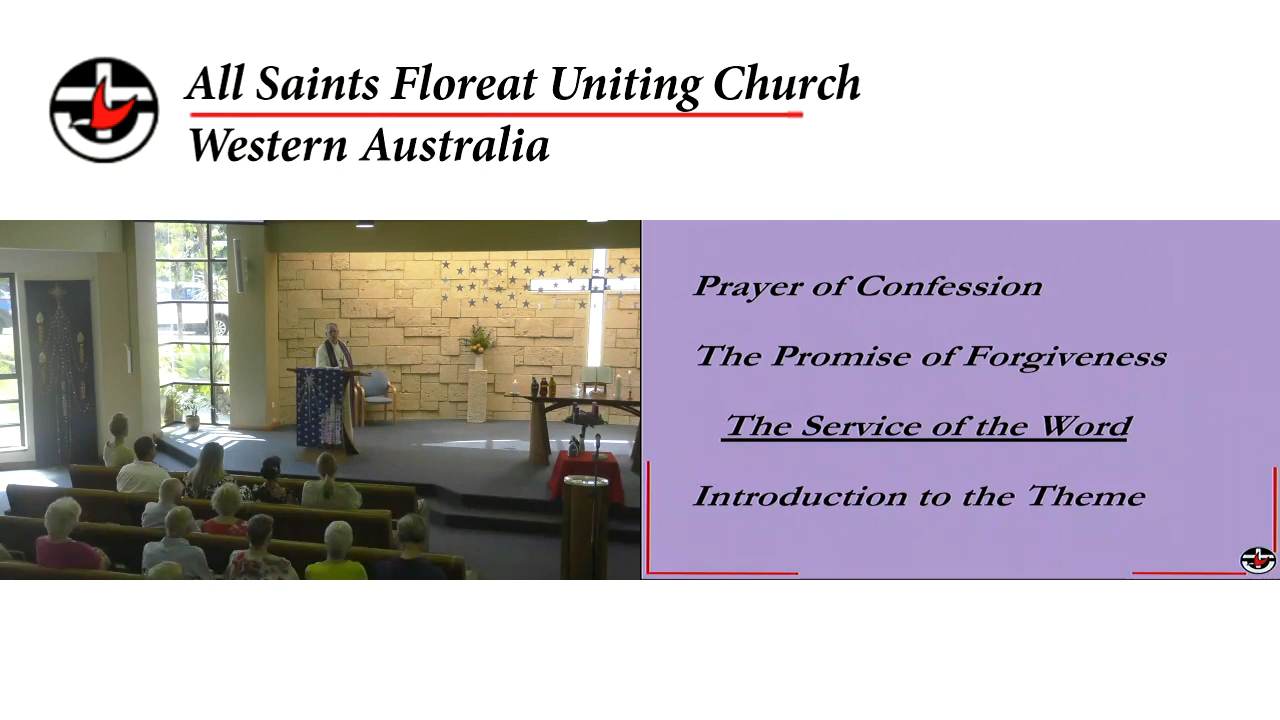 All Saints Floreat Uniting Church
Western Australia
Prayer of Confession
The Promise of Forgiveness
The Service of the Word
Introduction to the Theme